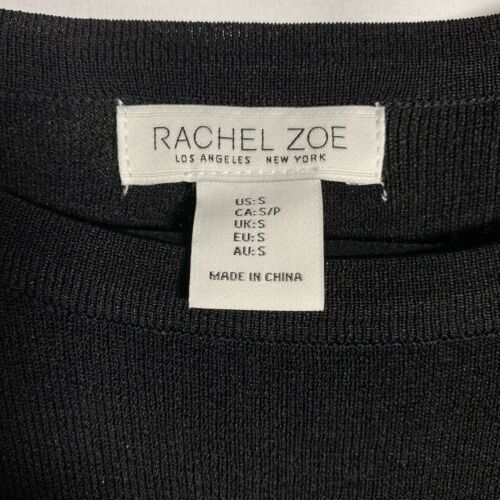 RACHEL ZOE
LOS ANGELES NEW YORK
US:S
CA:S/P
UK:S
EU:S
AU:S
MADE IN CHINA